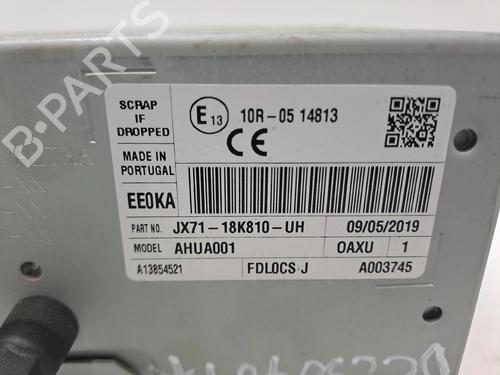 B-PARTS
SCRAP IF DROPPED
E13 10R-05 14813
CE
MADE IN PORTUGAL
EE0KA
PART NO. JX71-18K810-UH 09/05/2019
MODEL AHUA001 OAXU 1
A13854521 FDL0CS J A003745